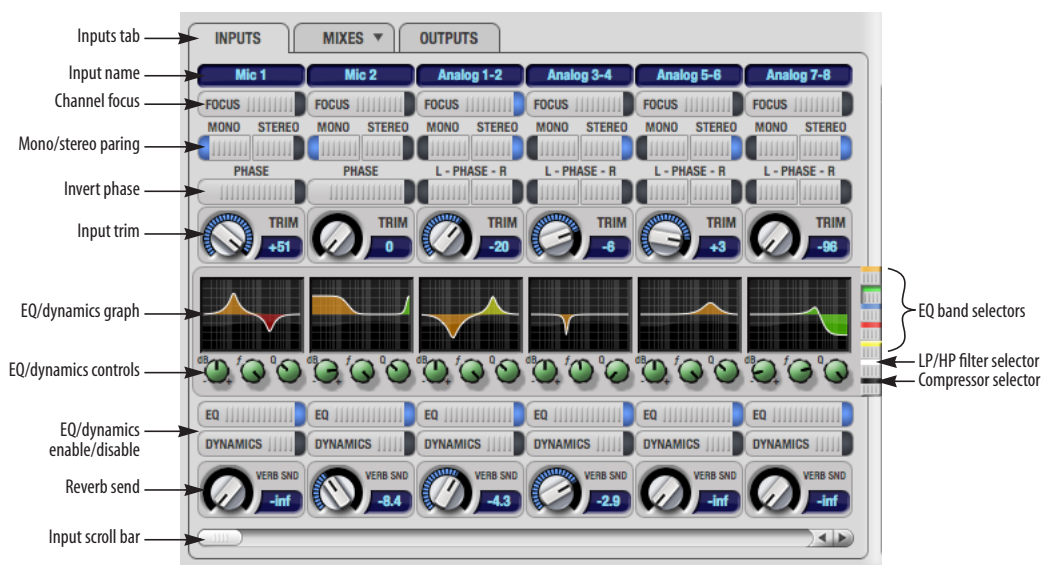 Inputs tab
INPUTS MIXES OUTPUTS
Input name
Mic 1 Mic 2 Analog 1-2 Analog 3-4 Analog 5-6 Analog 7-8
Channel focus
FOCUS FOCUS FOCUS FOCUS FOCUS FOCUS
Mono/stereo paring
MONO STEREO MONO STEREO MONO STEREO MONO STEREO MONO STEREO MONO STEREO
Invert phase
PHASE PHASE L - PHASE - R L - PHASE - R L - PHASE - R L - PHASE - R
Input trim
TRIM TRIM TRIM TRIM TRIM TRIM
+51 0 -20 -6 +3 -96
EQ/dynamics graph
EQ band selectors
EQ/dynamics controls
dB f Q dB f Q dB f Q dB f Q dB f Q dB f Q
- + - + - + - + - + - +
LP/HP filter selector
Compressor selector
EQ/dynamics
enable/disable
EQ EQ EQ EQ EQ EQ
DYNAMICS DYNAMICS DYNAMICS DYNAMICS DYNAMICS DYNAMICS
Reverb send
VERB SND VERB SND VERB SND VERB SND VERB SND VERB SND
-inf -8.4 -4.3 -2.9 -inf -inf
Input scroll bar